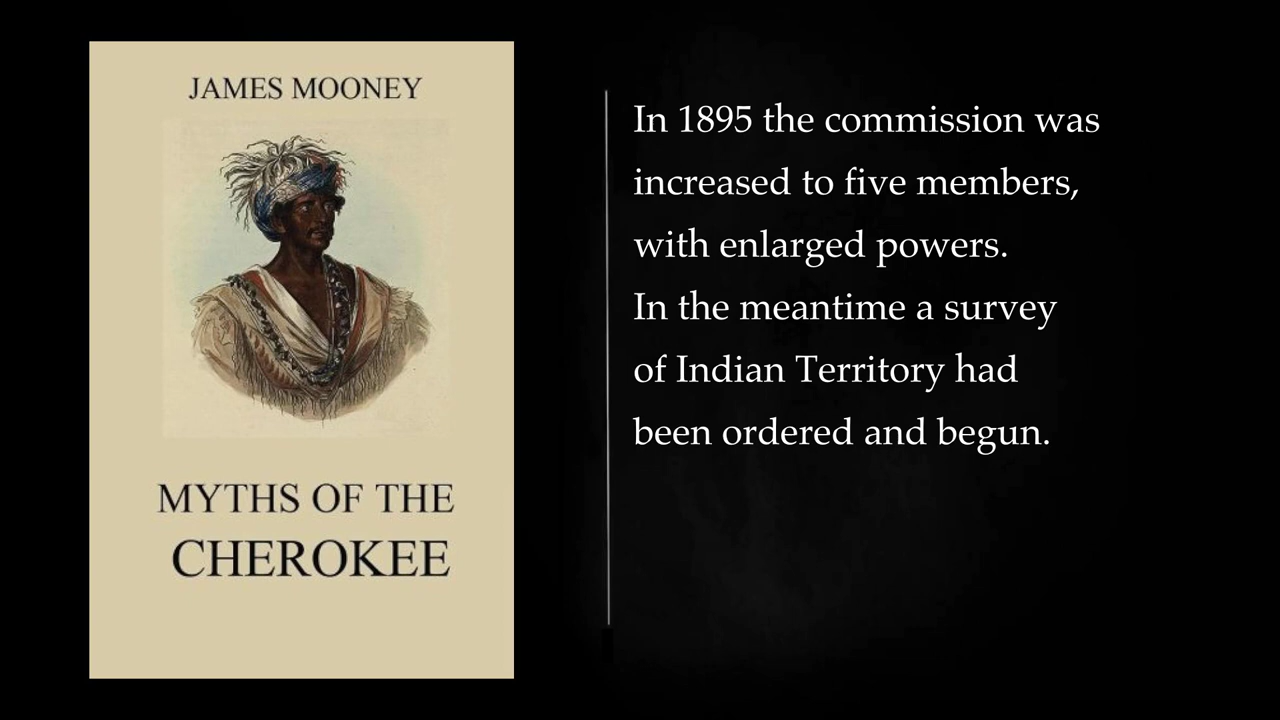 JAMES MOONEY
MYTHS OF THE
CHEROKEE
In 1895 the commission was
increased to five members,
with enlarged powers.
In the meantime a survey
of Indian Territory had
been ordered and begun.